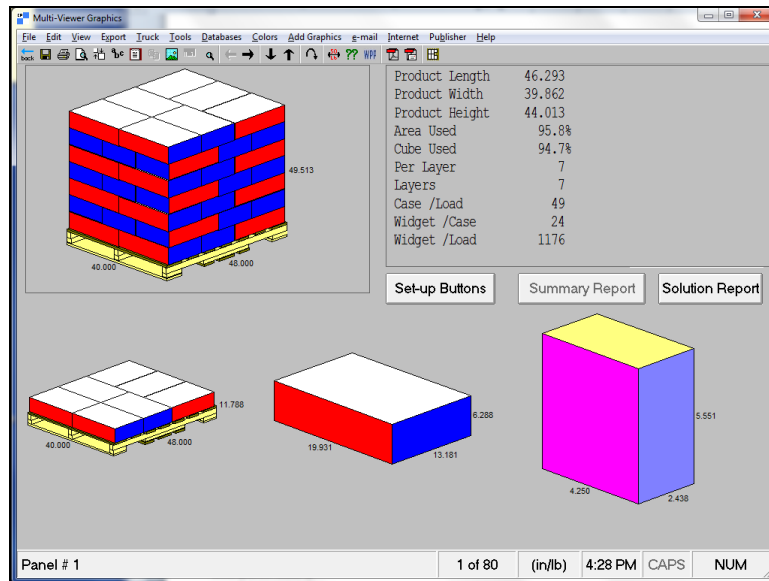 Multi-Viewer Graphics
File Edit View Export Truck Tools Databases Colors Add Graphics e-mail Internet Publisher Help
back ?? WPF
49.513
40.000
48.000
Product Length 46.293
Product Width 39.862
Product Height 44.013
Area Used 95.8%
Cube Used 94.7%
Per Layer 7
Layers 7
Case /Load 49
Widget /Case 24
Widget /Load 1176
Set-up Buttons Summary Report Solution Report
11.788
40.000
48.000
6.288
19.931
13.181
5.551
4.250
2.438
Panel # 1 1 of 80 (in/lb) 4:28 PM CAPS NUM